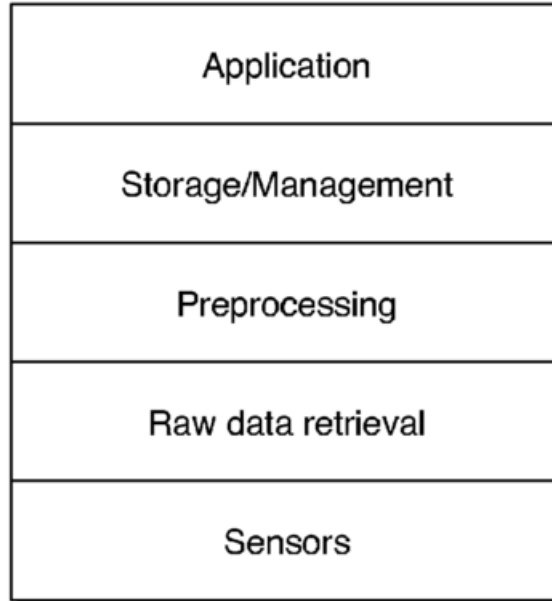 Application
Storage/Management
Preprocessing
Raw data retrieval
Sensors